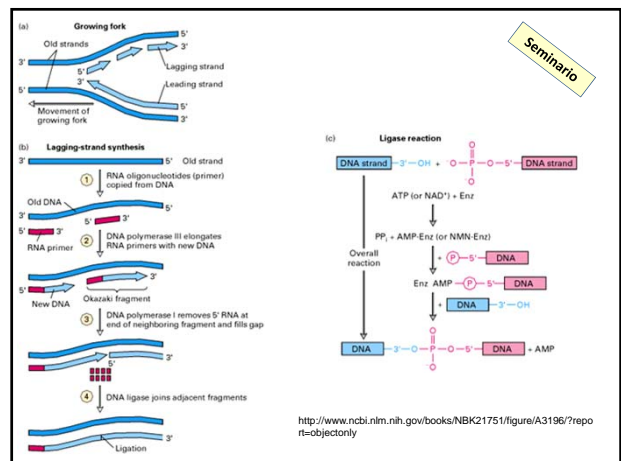 Seminario
(a) Growing fork
Old strands
5'
3'
3'
Lagging strand
5'
3'
Leading strand
5'
5'
Movement of
growing fork
3'
(b) Lagging-strand synthesis
3' 5' Old strand
1 RNA oligonucleotides (primer)
copied from DNA
Old DNA
5'
3'
3'
5' 3' 5'
RNA primer
2 DNA polymerase III elongates
RNA primers with new DNA
3'
5'
New DNA
Okazaki fragment
3 DNA polymerase I removes 5' RNA at
end of neighboring fragment and fills gap
5'
3'
4 DNA ligase joins adjacent fragments
3'
Ligation
(c) Ligase reaction
O
DNA strand 3' OH + ⁻O P O 5' DNA strand
O⁻
ATP (or NAD⁺) + Enz
PPᵢ + AMP-Enz (or NMN-Enz)
Overall
reaction
+ P 5' DNA
Enz AMP P 5' DNA
+ DNA 3' OH
O
DNA 3' O P O 5' DNA + AMP
O⁻
http://www.ncbi.nlm.nih.gov/books/NBK21751/figure/A3196/?repo
rt=objectonly